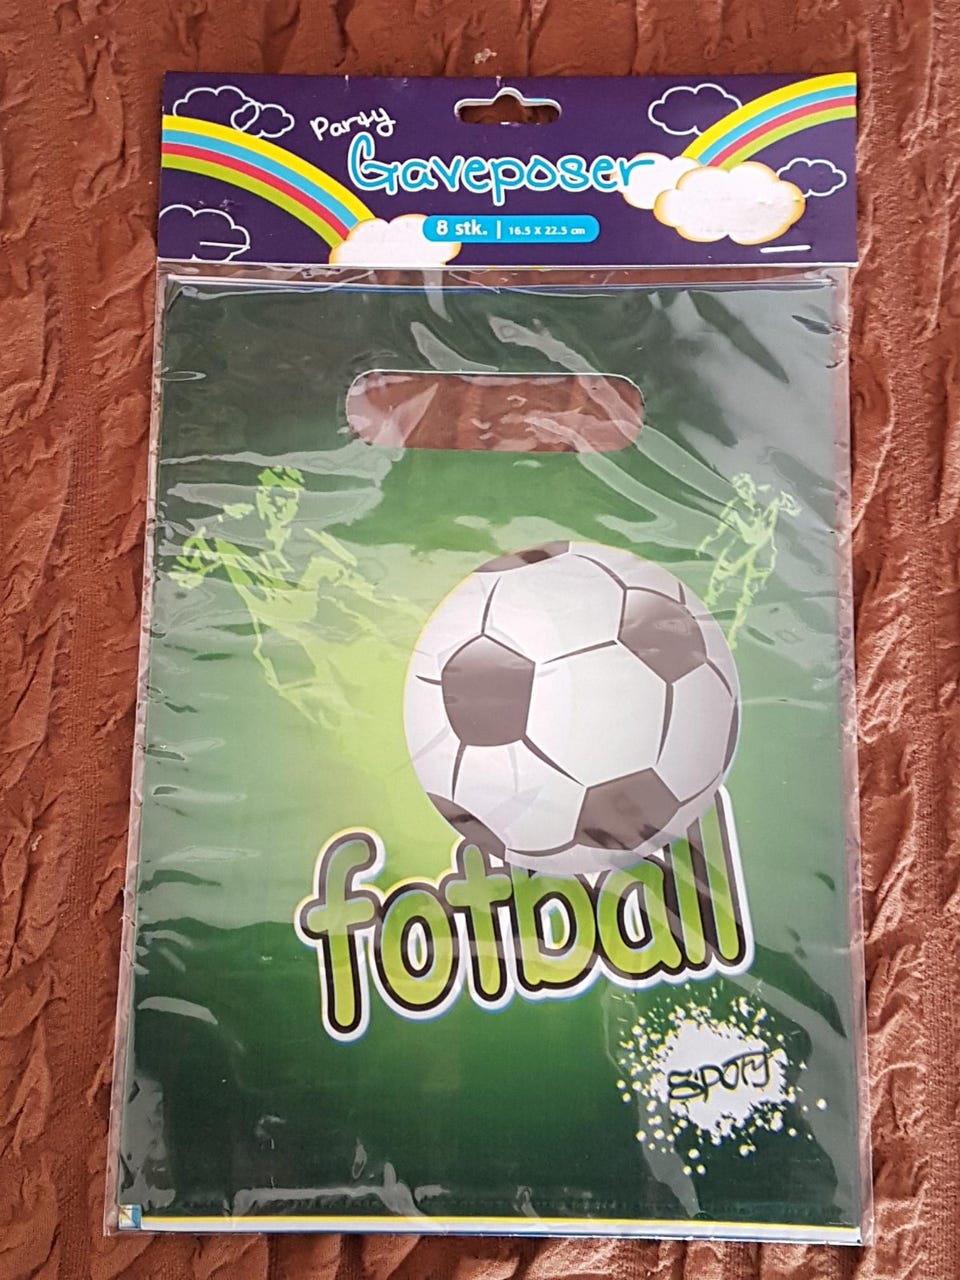 Party
Gaveposer
8 stk. | 16.5 X 22.5 cm
fotball
SPORT